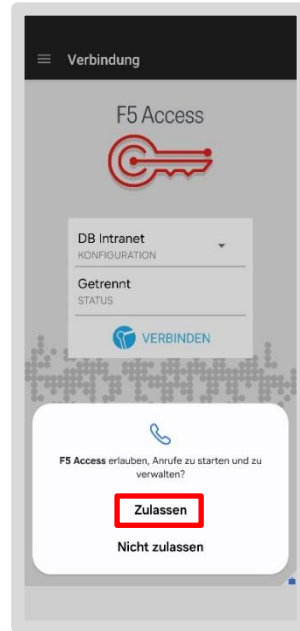 Verbindung
F5 Access
DB Intranet
KONFIGURATION
Getrennt
STATUS
VERBINDEN
F5 Access erlauben, Anrufe zu starten und zu
verwalten?
Zulassen
Nicht zulassen